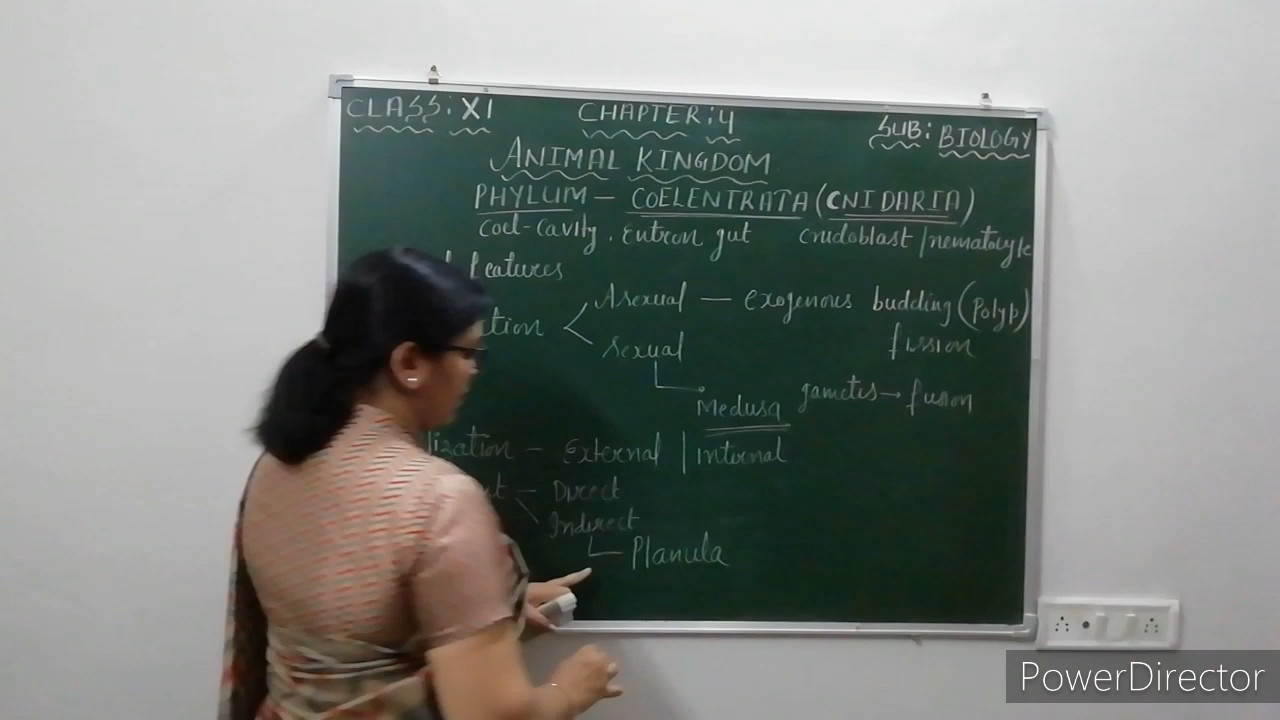 CLASS: XI
CHAPTER: 4
SUB: BIOLOGY
ANIMAL KINGDOM
PHYLUM - COELENTRATA (CNIDARIA)
coel-cavity. entron gut
/nematocyte
features
Asexual — exogenous budding (Polyp)
fission
Sexual
Medusa gametes → fusion
- External | Internal
- Direct
Indirect
Planula
PowerDirector